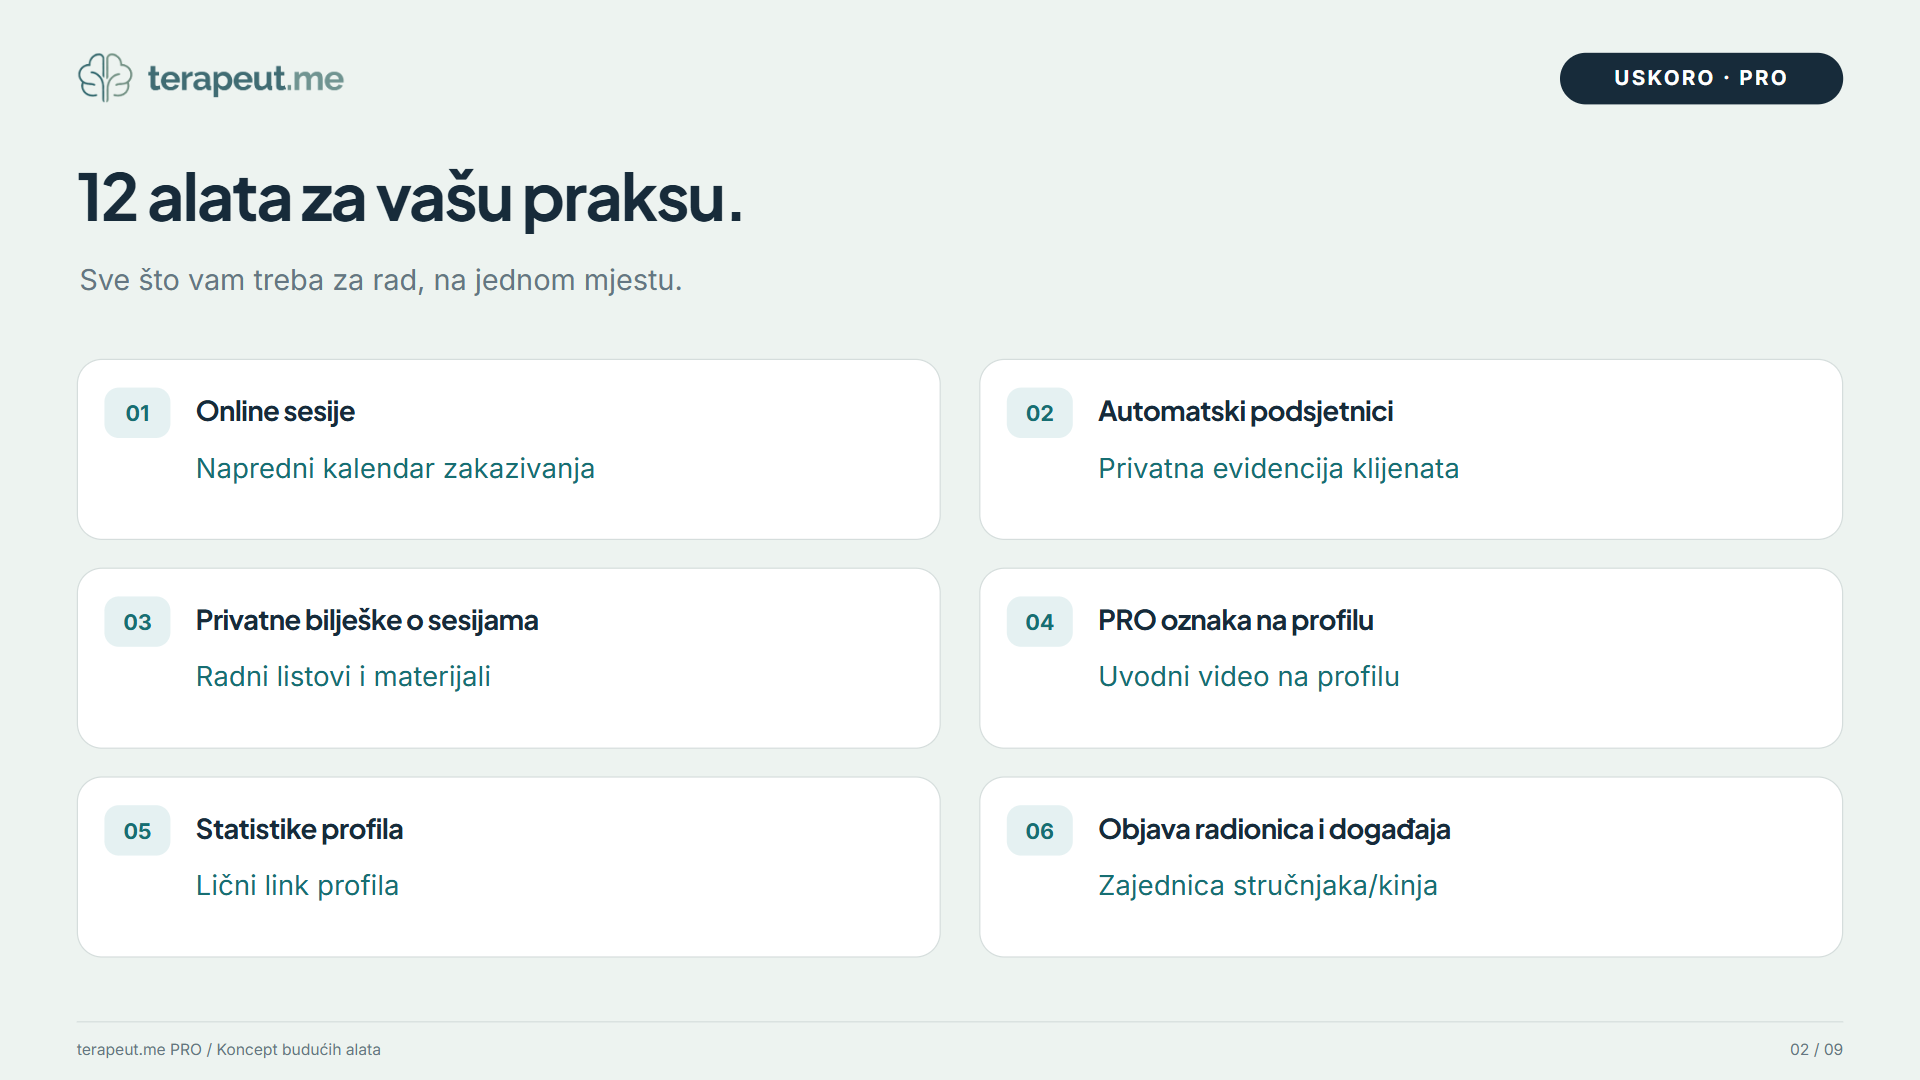 terapeut.me
USKORO · PRO
12 alata za vašu praksu.
Sve što vam treba za rad, na jednom mjestu.
01
Online sesije
Napredni kalendar zakazivanja
02
Automatski podsjetnici
Privatna evidencija klijenata
03
Privatne bilješke o sesijama
Radni listovi i materijali
04
PRO oznaka na profilu
Uvodni video na profilu
05
Statistike profila
Lični link profila
06
Objava radionica i događaja
Zajednica stručnjaka/kinja
terapeut.me PRO / Koncept budućih alata
02 / 09